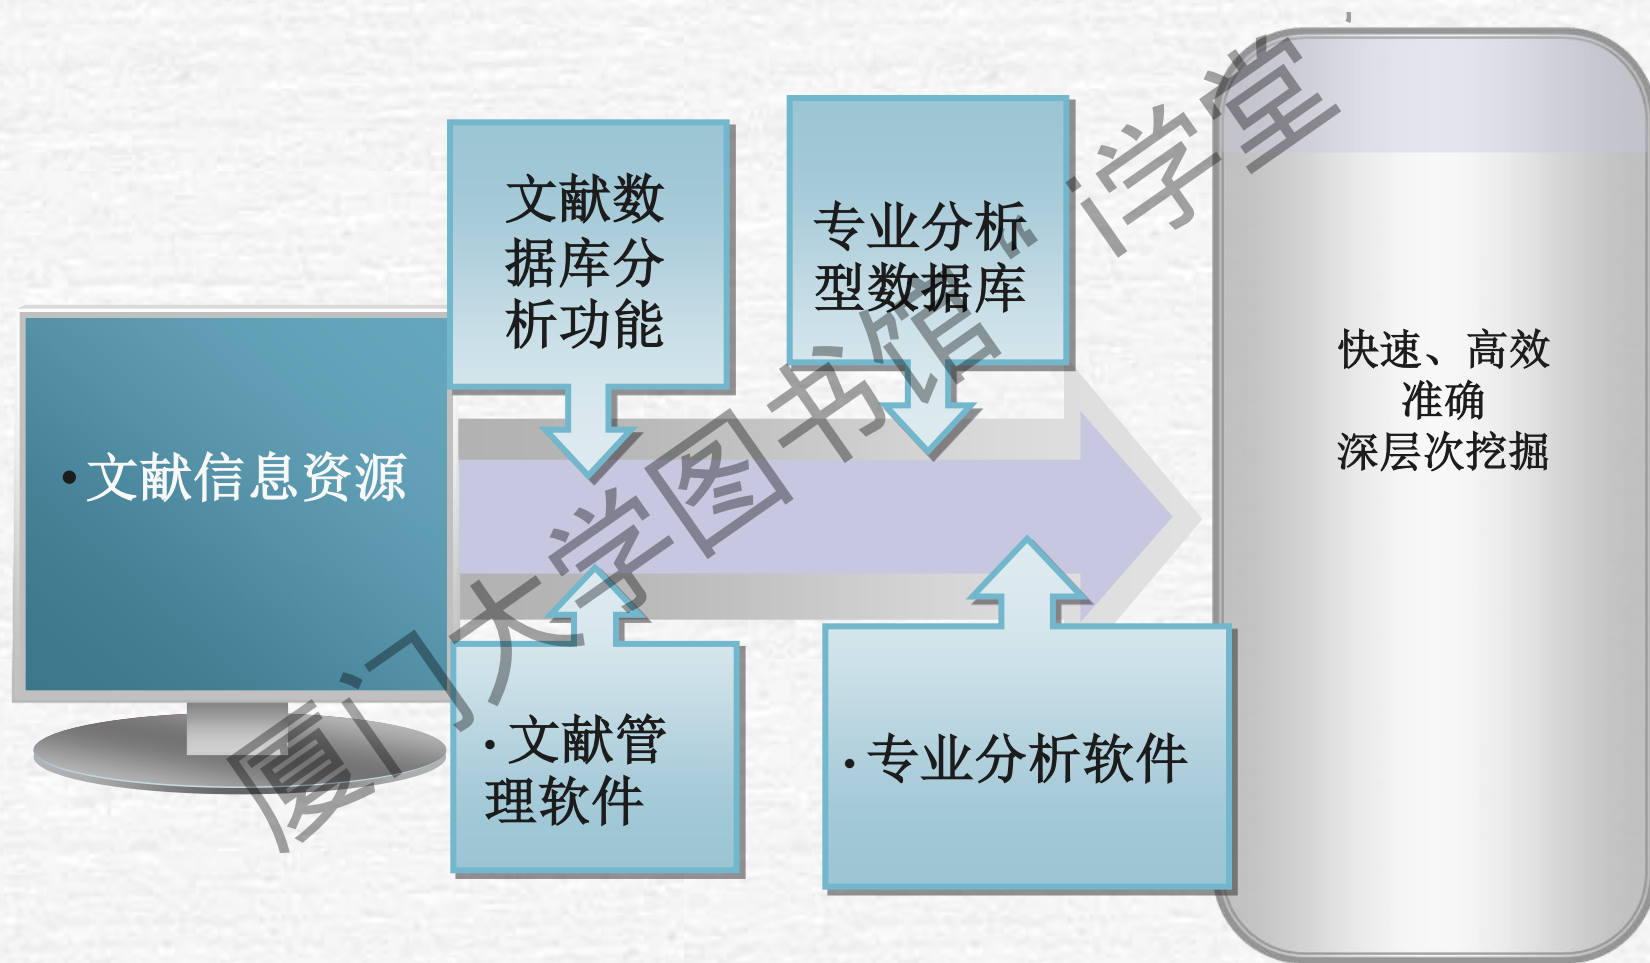 文献数
据库分
析功能
专业分析
型数据库
• 文献信息资源
快速、高效
准确
深层次挖掘
• 文献管
理软件
• 专业分析软件
厦门大学图书馆“i学堂”